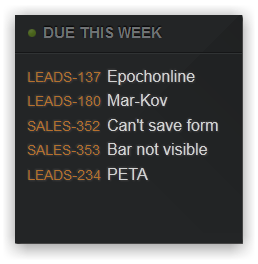 DUE THIS WEEK
LEADS-137 Epochonline
LEADS-180 Mar-Kov
SALES-352 Can't save form
SALES-353 Bar not visible
LEADS-234 PETA